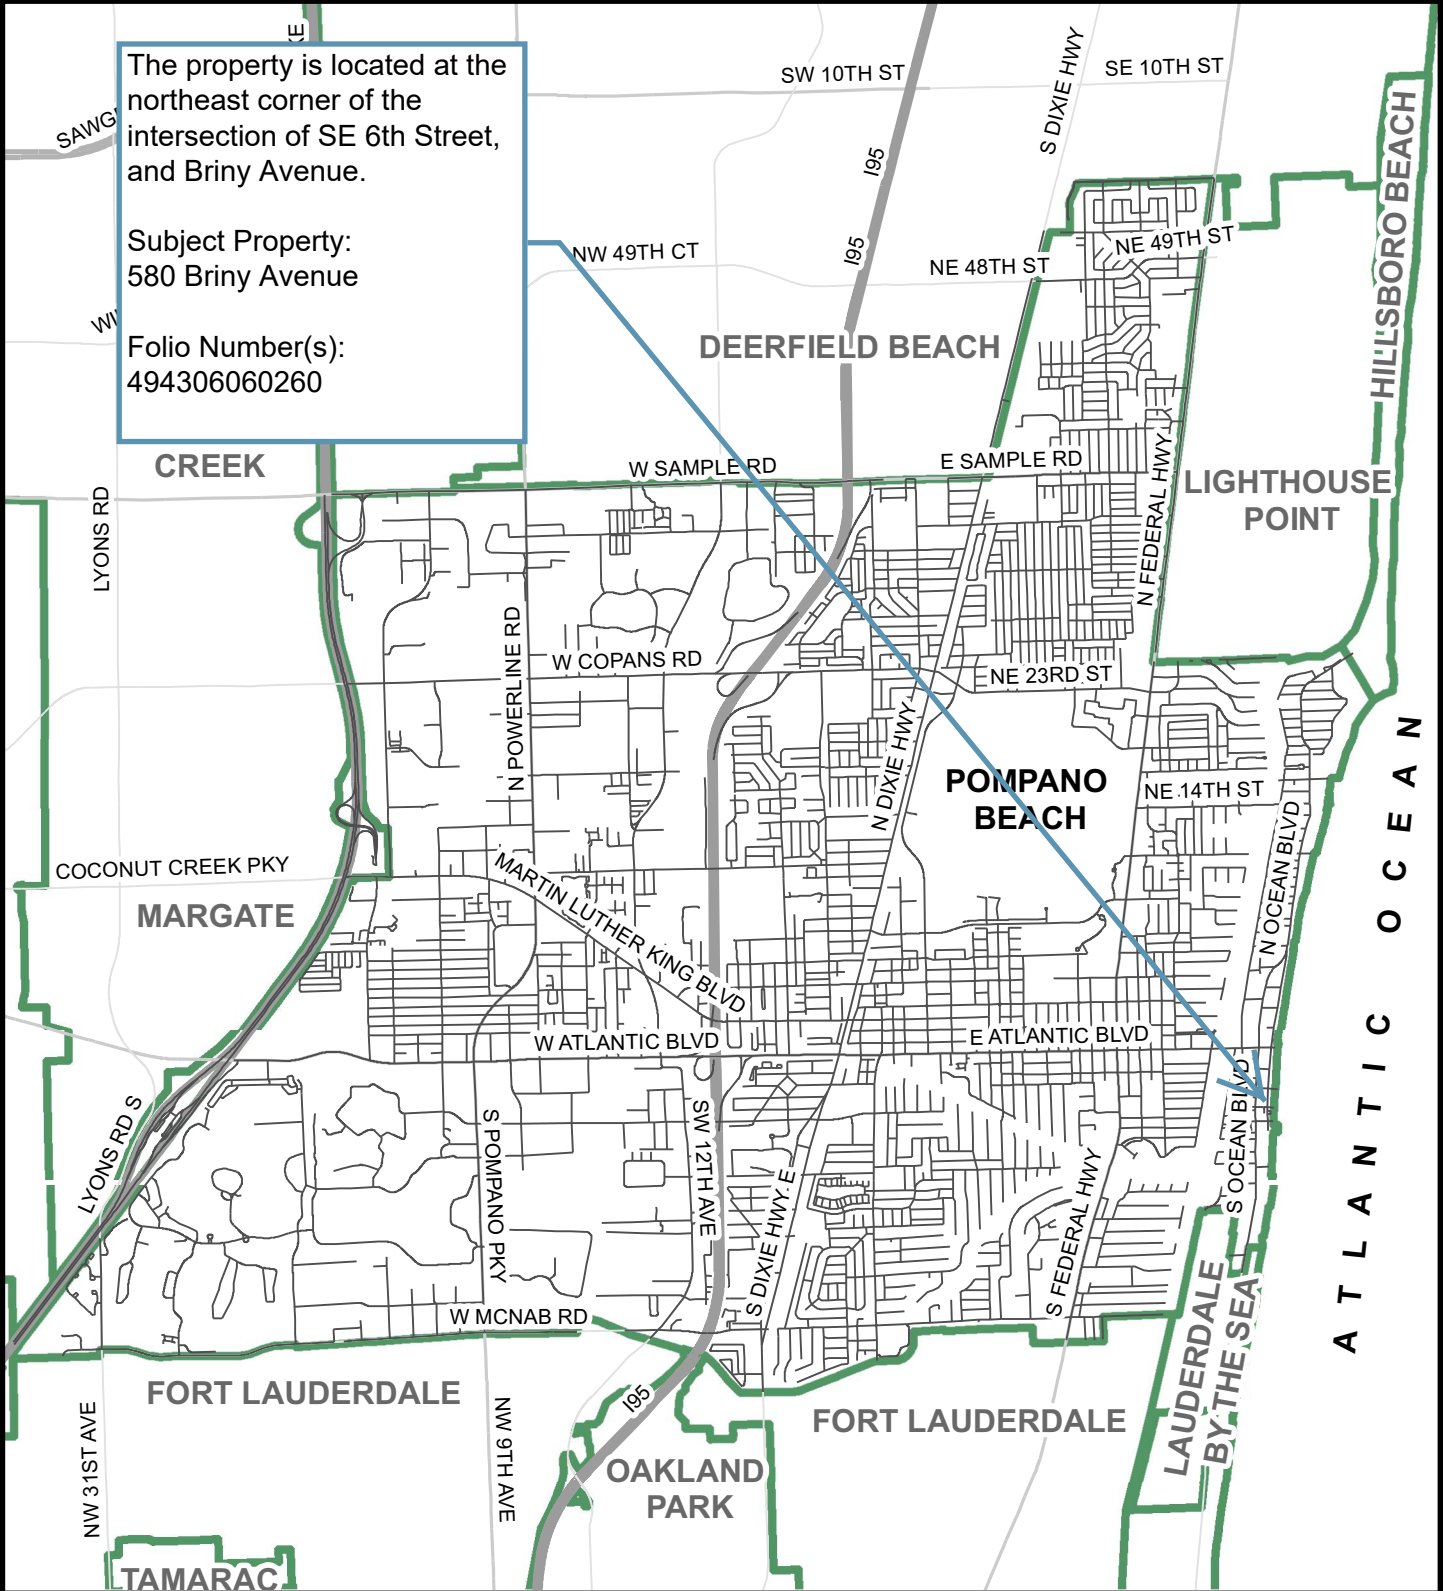 The property is located at the
northeast corner of the
intersection of SE 6th Street,
and Briny Avenue.
Subject Property:
580 Briny Avenue
Folio Number(s):
494306060260
SW 10TH ST
SE 10TH ST
S DIXIE HWY
I95
I95
HILLSBORO BEACH
NW 49TH CT
NE 48TH ST
NE 49TH ST
DEERFIELD BEACH
CREEK
W SAMPLE RD
E SAMPLE RD
N FEDERAL HWY
LIGHTHOUSE
POINT
LYONS RD
N POWERLINE RD
W COPANS RD
NE 23RD ST
N DIXIE HWY
POMPANO
BEACH
NE 14TH ST
N OCEAN BLVD
COCONUT CREEK PKY
MARGATE
MARTIN LUTHER KING BLVD
W ATLANTIC BLVD
E ATLANTIC BLVD
ATLANTIC OCEAN
LYONS RD S
S POMPANO PKY
SW 12TH AVE
S DIXIE HWY E
S FEDERAL HWY
S OCEAN BLVD
W MCNAB RD
LAUDERDALE
BY THE SEA
FORT LAUDERDALE
FORT LAUDERDALE
I95
NW 31ST AVE
NW 9TH AVE
OAKLAND
PARK
TAMARAC